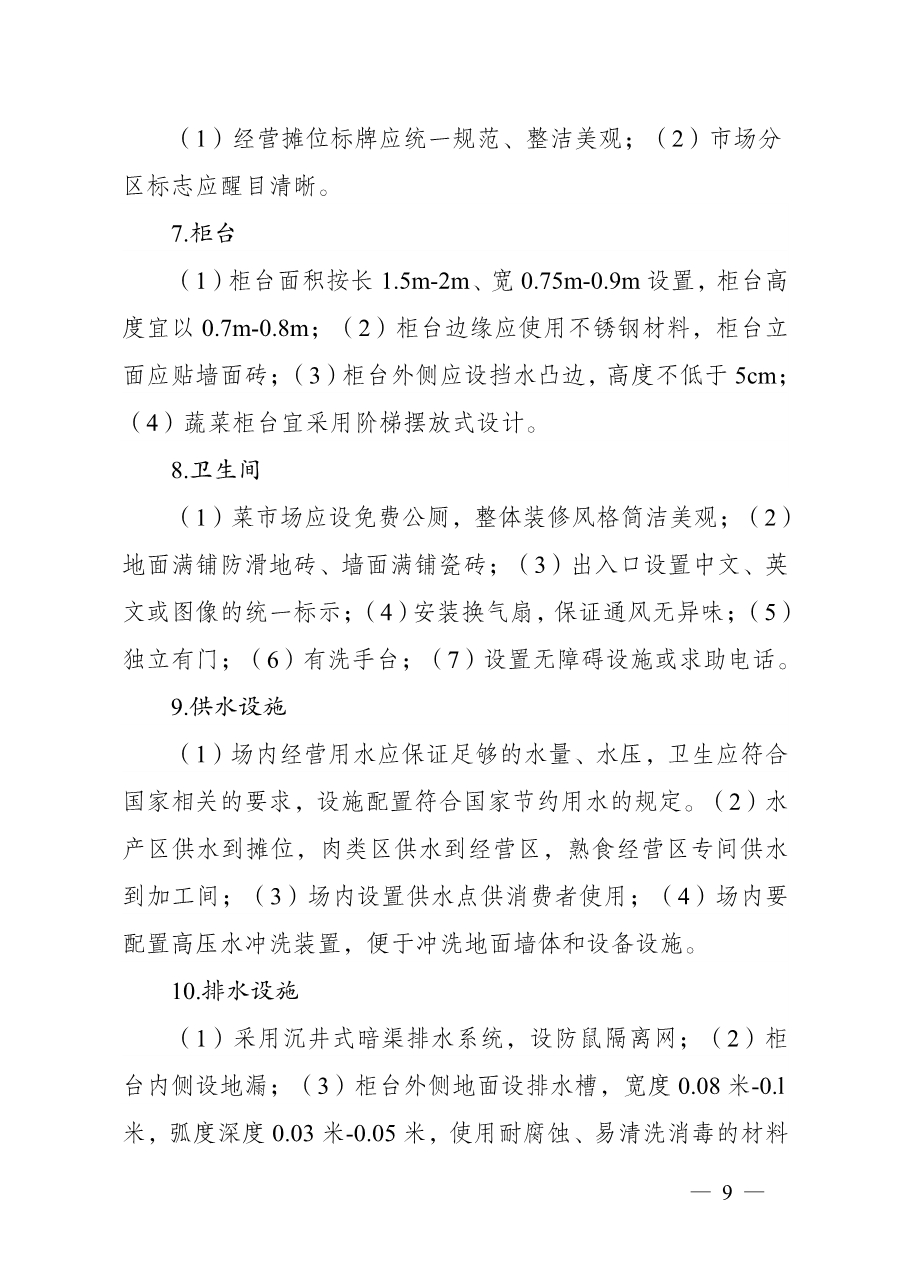 （1）经营摊位标牌应统一规范、整洁美观；（2）市场分
区标志应醒目清晰。
7.柜台
（1）柜台面积按长 1.5m-2m、宽 0.75m-0.9m 设置，柜台高
度宜以 0.7m-0.8m；（2）柜台边缘应使用不锈钢材料，柜台立
面应贴墙面砖；（3）柜台外侧应设挡水凸边，高度不低于 5cm；
（4）蔬菜柜台宜采用阶梯摆放式设计。
8.卫生间
（1）菜市场应设免费公厕，整体装修风格简洁美观；（2）
地面满铺防滑地砖、墙面满铺瓷砖；（3）出入口设置中文、英
文或图像的统一标示；（4）安装换气扇，保证通风无异味；（5）
独立有门；（6）有洗手台；（7）设置无障碍设施或求助电话。
9.供水设施
（1）场内经营用水应保证足够的水量、水压，卫生应符合
国家相关的要求，设施配置符合国家节约用水的规定。（2）水
产区供水到摊位，肉类区供水到经营区，熟食经营区专间供水
到加工间；（3）场内设置供水点供消费者使用；（4）场内要
配置高压水冲洗装置，便于冲洗地面墙体和设备设施。
10.排水设施
（1）采用沉井式暗渠排水系统，设防鼠隔离网；（2）柜
台内侧设地漏；（3）柜台外侧地面设排水槽，宽度 0.08 米-0.l
米，弧度深度 0.03 米-0.05 米，使用耐腐蚀、易清洗消毒的材料
— 9 —